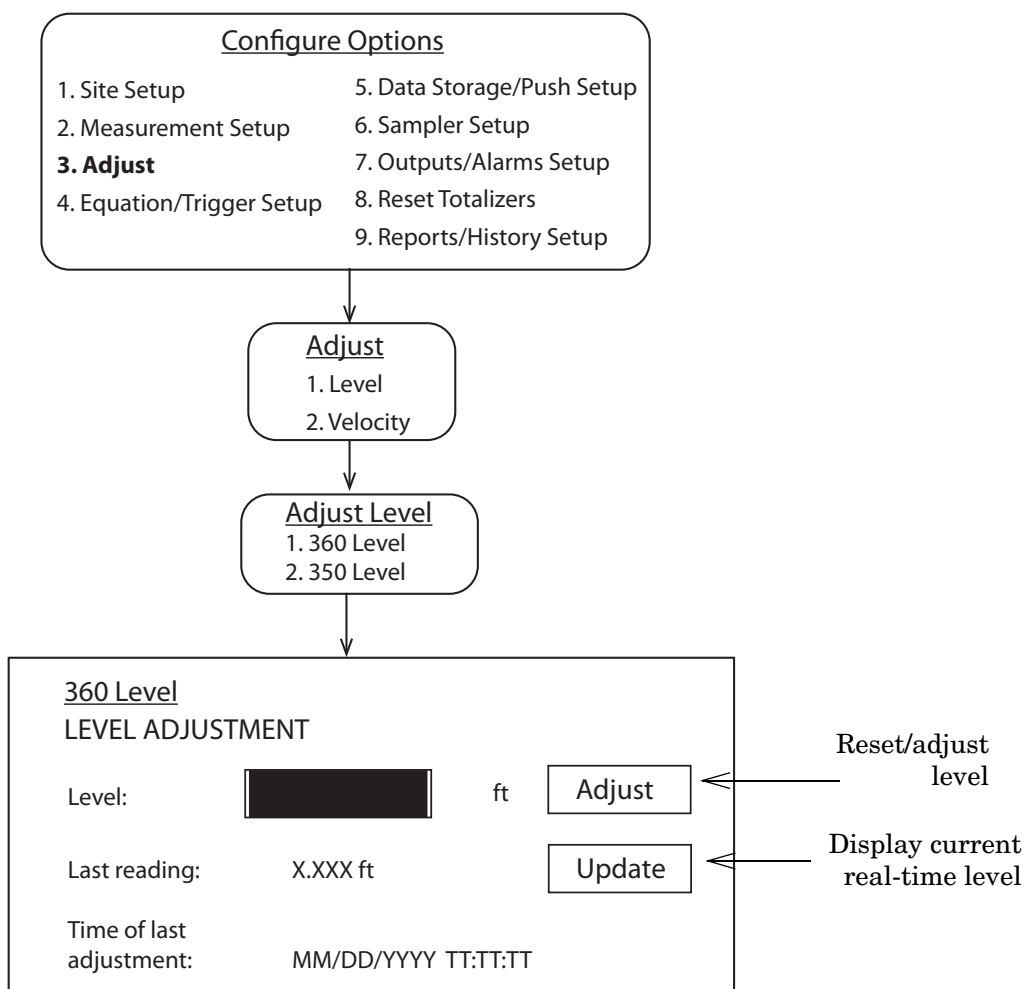 Configure Options
1. Site Setup
2. Measurement Setup
3. Adjust
4. Equation/Trigger Setup
5. Data Storage/Push Setup
6. Sampler Setup
7. Outputs/Alarms Setup
8. Reset Totalizers
9. Reports/History Setup
Adjust
1. Level
2. Velocity
Adjust Level
1. 360 Level
2. 350 Level
360 Level
LEVEL ADJUSTMENT
Level: ft Adjust
Reset/adjust
level
Last reading: X.XXX ft Update
Display current
real-time level
Time of last
adjustment: MM/DD/YYYY TT:TT:TT